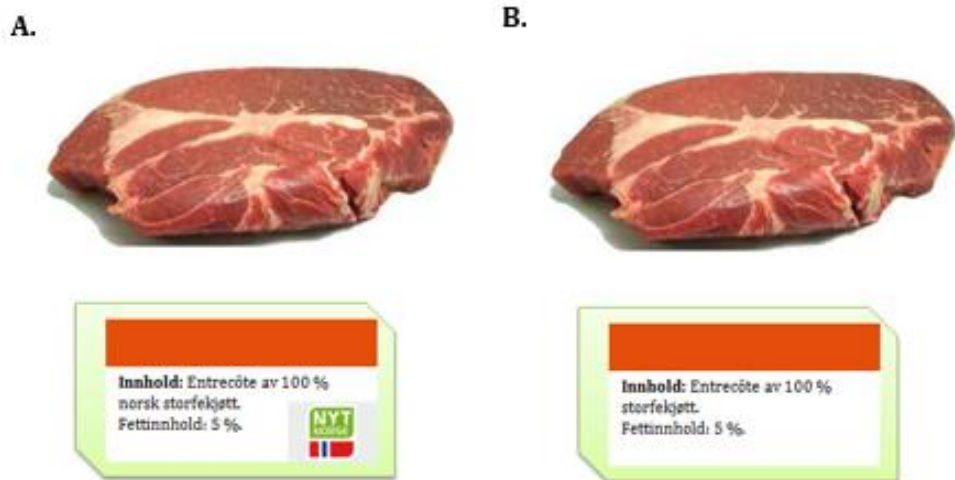 A.
B.
Innhold: Entrecôte av 100 %
norsk storfekjøtt.
Fettinnhold: 5 %.
NYT
NORGE
Innhold: Entrecôte av 100 %
storfekjøtt.
Fettinnhold: 5 %.